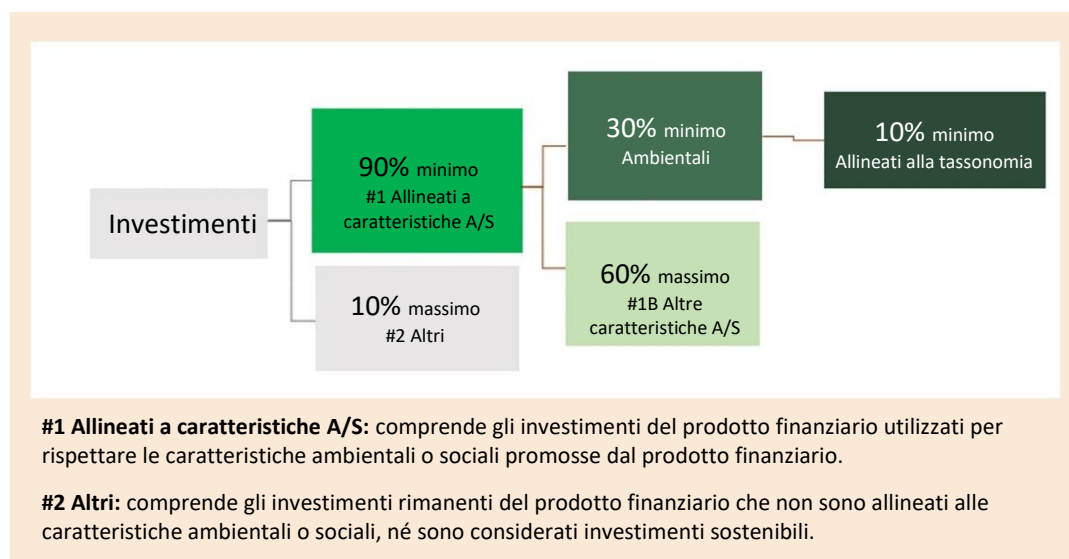 Investimenti
90% minimo
#1 Allineati a
caratteristiche A/S
10% massimo
#2 Altri
30% minimo
Ambientali
60% massimo
#1B Altre
caratteristiche A/S
10% minimo
Allineati alla tassonomia
#1 Allineati a caratteristiche A/S: comprende gli investimenti del prodotto finanziario utilizzati per
rispettare le caratteristiche ambientali o sociali promosse dal prodotto finanziario.
#2 Altri: comprende gli investimenti rimanenti del prodotto finanziario che non sono allineati alle
caratteristiche ambientali o sociali, né sono considerati investimenti sostenibili.